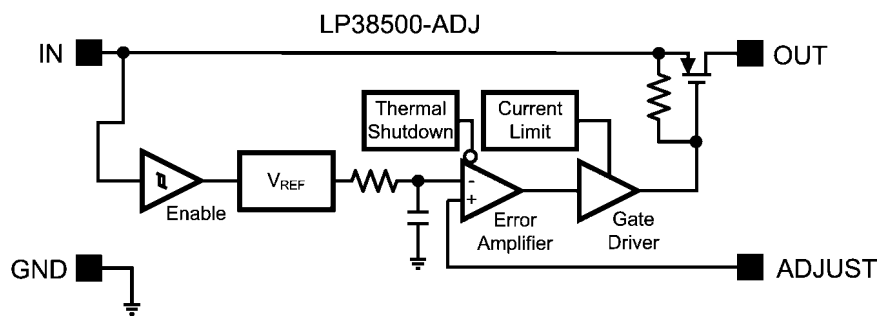 LP38500-ADJ
IN
OUT
Thermal
Shutdown
Current
Limit
VREF
-
+
Enable
Error
Amplifier
Gate
Driver
GND
ADJUST